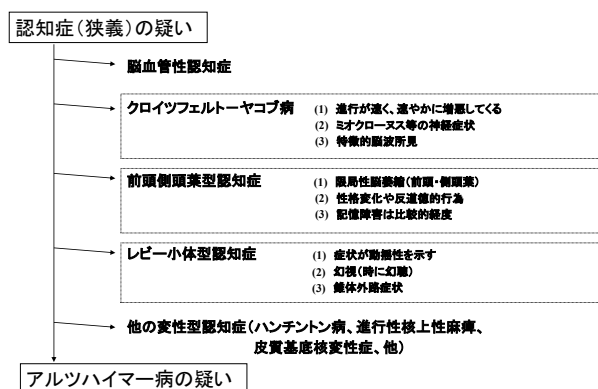 認知症(狭義)の疑い
脳血管性認知症
クロイツフェルトーヤコブ病
(1) 進行が速く、速やかに増悪してくる
(2) ミオクローヌス等の神経症状
(3) 特徴的脳波所見
前頭側頭葉型認知症
(1) 限局性脳萎縮(前頭・側頭葉)
(2) 性格変化や反道徳的行為
(3) 記憶障害は比較的軽度
レビー小体型認知症
(1) 症状が動揺性を示す
(2) 幻視(時に幻聴)
(3) 錐体外路症状
他の変性型認知症(ハンチントン病、進行性核上性麻痺、
皮質基底核変性症、他)
アルツハイマー病の疑い